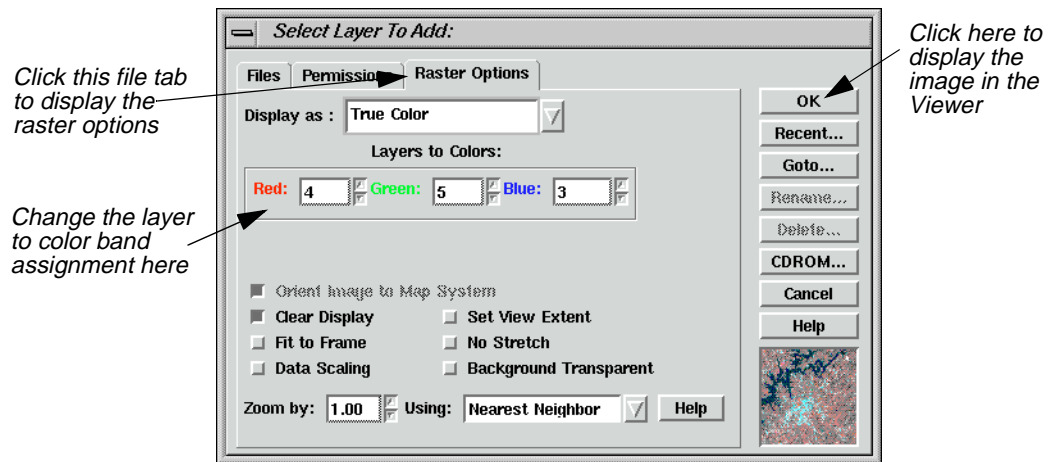 Select Layer To Add:
Click here to
display the
image in the
Viewer
Click this file tab
to display the
raster options
Files Permissions Raster Options
Display as : True Color
Layers to Colors:
Red: 4 Green: 5 Blue: 3
Change the layer
to color band
assignment here
Orient Image to Map System
Clear Display Set View Extent
Fit to Frame No Stretch
Data Scaling Background Transparent
Zoom by: 1.00 Using: Nearest Neighbor Help
OK
Recent...
Goto...
Rename...
Delete...
CDROM...
Cancel
Help